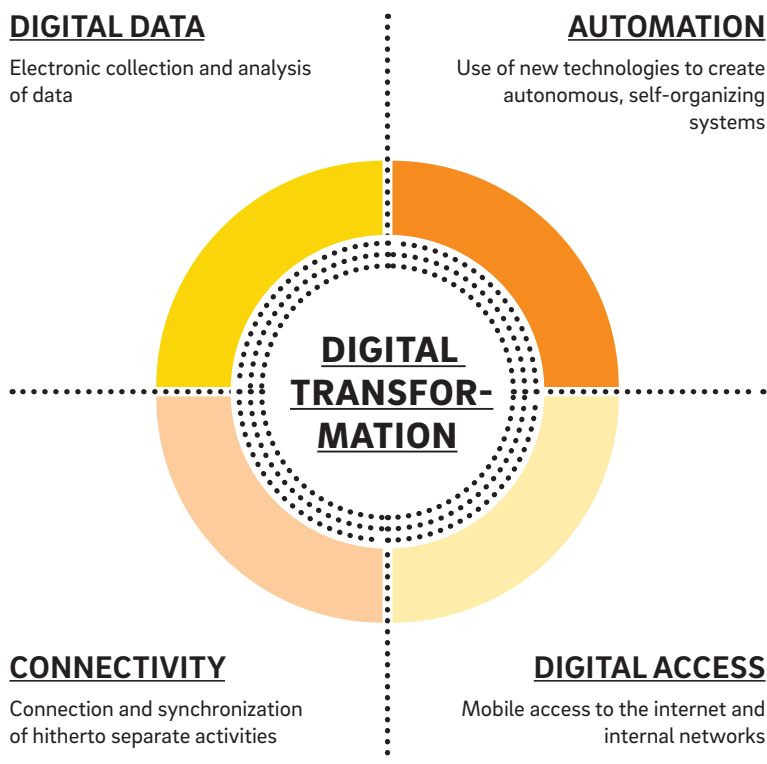 DIGITAL DATA
Electronic collection and analysis
of data
AUTOMATION
Use of new technologies to create
autonomous, self-organizing
systems
DIGITAL
TRANSFOR-
MATION
CONNECTIVITY
Connection and synchronization
of hitherto separate activities
DIGITAL ACCESS
Mobile access to the internet and
internal networks